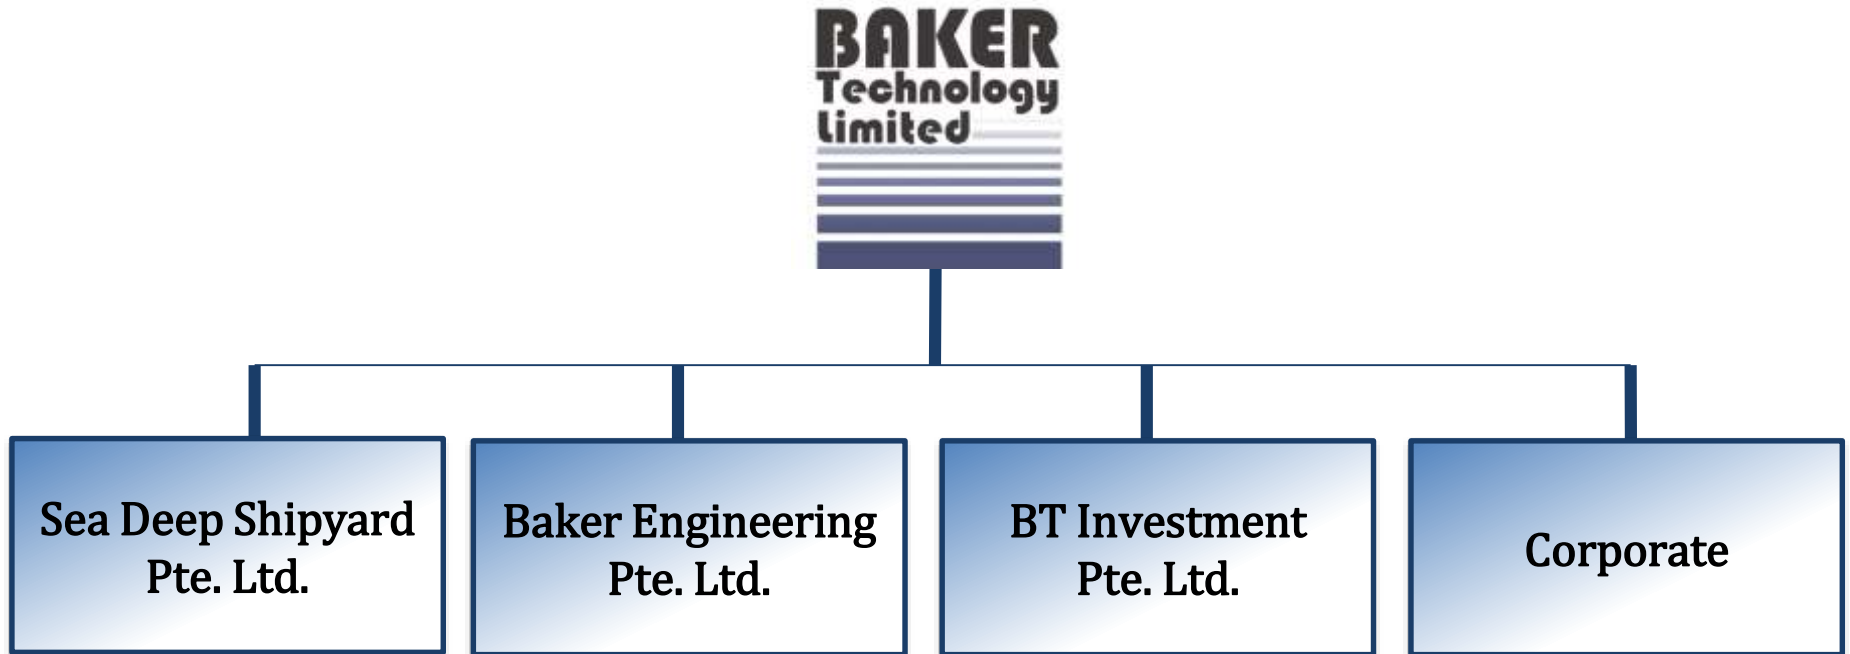 BAKER
Technology
Limited
Sea Deep Shipyard
Pte. Ltd.
Baker Engineering
Pte. Ltd.
BT Investment
Pte. Ltd.
Corporate